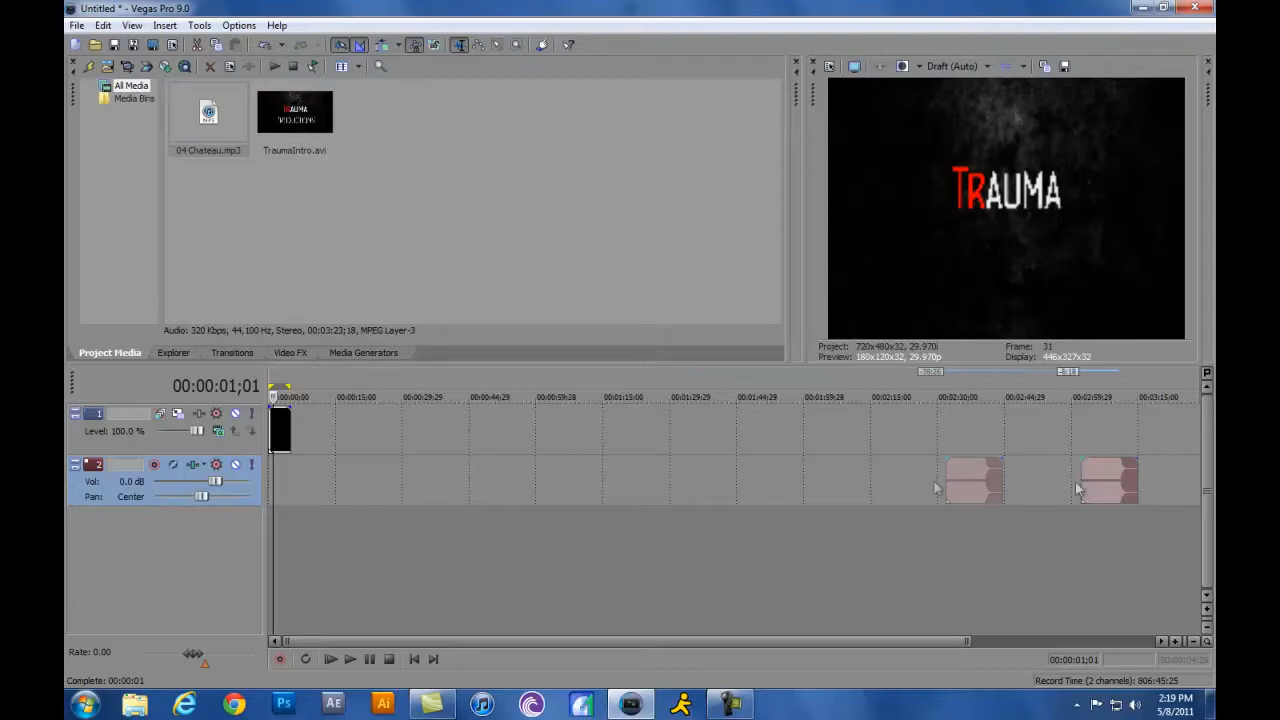 Untitled * - Vegas Pro 9.0
File Edit View Insert Tools Options Help
All Media
Media Bins
04 Chateau.mp3
TRAUMA
TraumaIntro.avi
Draft (Auto)
TRAUMA
Audio: 320 Kbps, 44,100 Hz, Stereo, 00:03:23;18, MPEG Layer-3
Project Media Explorer Transitions Video FX Media Generators
Project: 720x480x32, 29.970i
Frame: 31
Preview: 180x120x32, 29.970p
Display: 446x327x32
00:00:01;01
00:00:15;00 00:00:29;29 00:00:44;29 00:00:59;28 00:01:15;00 00:01:29;29 00:01:44;29 00:01:59;28 00:02:15;00 00:02:30;00 00:02:44;29 00:02:59;29 00:03:15;00
1
Level: 100.0 %
2
Vol: 0.0 dB
Pan: Center
Rate: 0.00
00:00:01;01
Complete: 00:00:01
Record Time (2 channels): 806:45:25
Ps
AE
Ai
2:19 PM
5/8/2011